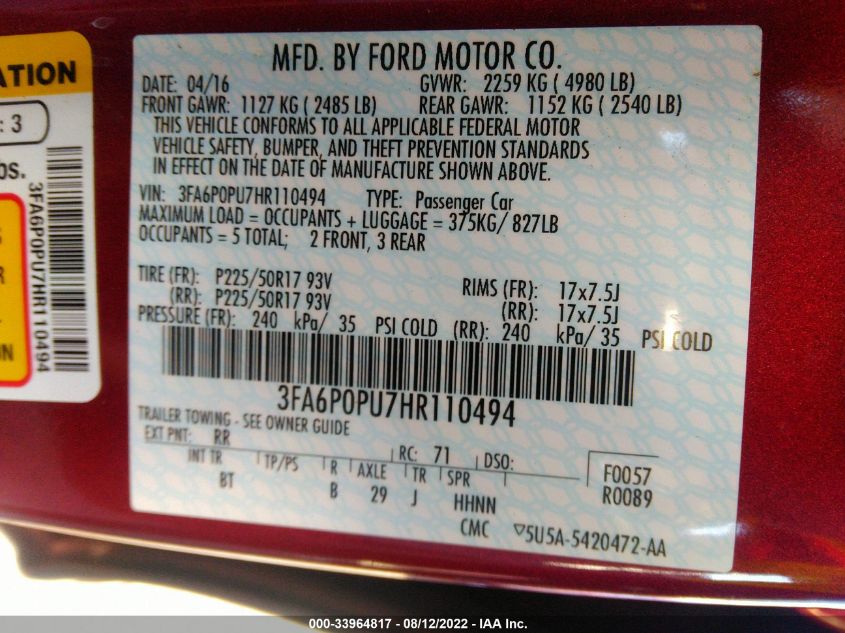 ATION
: 3
bs.
3FA6P0PU7HR110494
S
R
ON
MFD. BY FORD MOTOR CO.
DATE: 04/16 GVWR: 2259 KG ( 4980 LB)
FRONT GAWR: 1127 KG ( 2485 LB) REAR GAWR: 1152 KG ( 2540 LB)
THIS VEHICLE CONFORMS TO ALL APPLICABLE FEDERAL MOTOR
VEHICLE SAFETY, BUMPER, AND THEFT PREVENTION STANDARDS
IN EFFECT ON THE DATE OF MANUFACTURE SHOWN ABOVE.
VIN: 3FA6P0PU7HR110494 TYPE: Passenger Car
MAXIMUM LOAD = OCCUPANTS + LUGGAGE = 375KG/ 827LB
OCCUPANTS = 5 TOTAL; 2 FRONT, 3 REAR
TIRE (FR): P225/50R17 93V RIMS (FR): 17x7.5J
(RR): P225/50R17 93V (RR): 17x7.5J
PRESSURE (FR): 240 kPa/ 35 PSI COLD (RR): 240 kPa/ 35 PSI COLD
3FA6P0PU7HR110494
TRAILER TOWING - SEE OWNER GUIDE
EXT PNT: RR RC: 71 DSO:
INT TR TP/PS R AXLE TR SPR F0057
BT B 29 J HHNN R0089
CMC ▽5U5A-5420472-AA
000-33964817 - 08/12/2022 - IAA Inc.